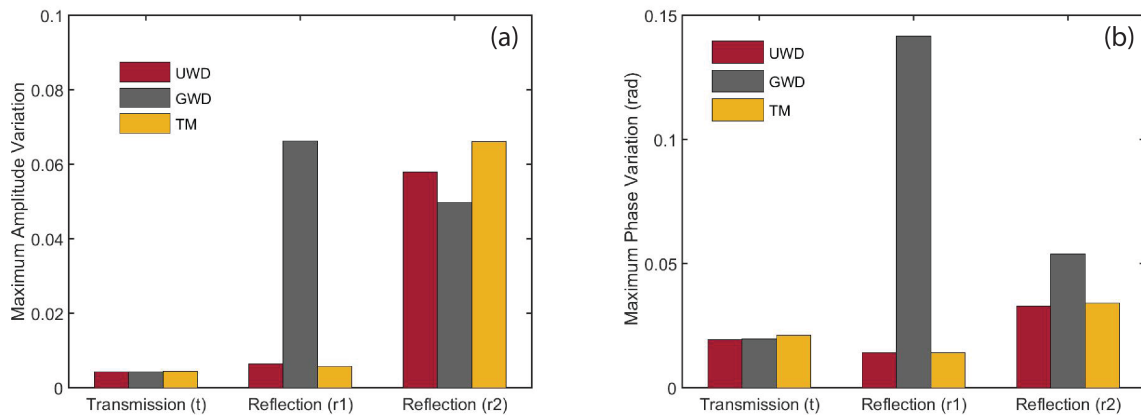 (a)
UWD
GWD
TM
Maximum Amplitude Variation
0.1
0.08
0.06
0.04
0.02
0
Transmission (t) Reflection (r1) Reflection (r2)
(b)
UWD
GWD
TM
Maximum Phase Variation (rad)
0.15
0.1
0.05
0
Transmission (t) Reflection (r1) Reflection (r2)